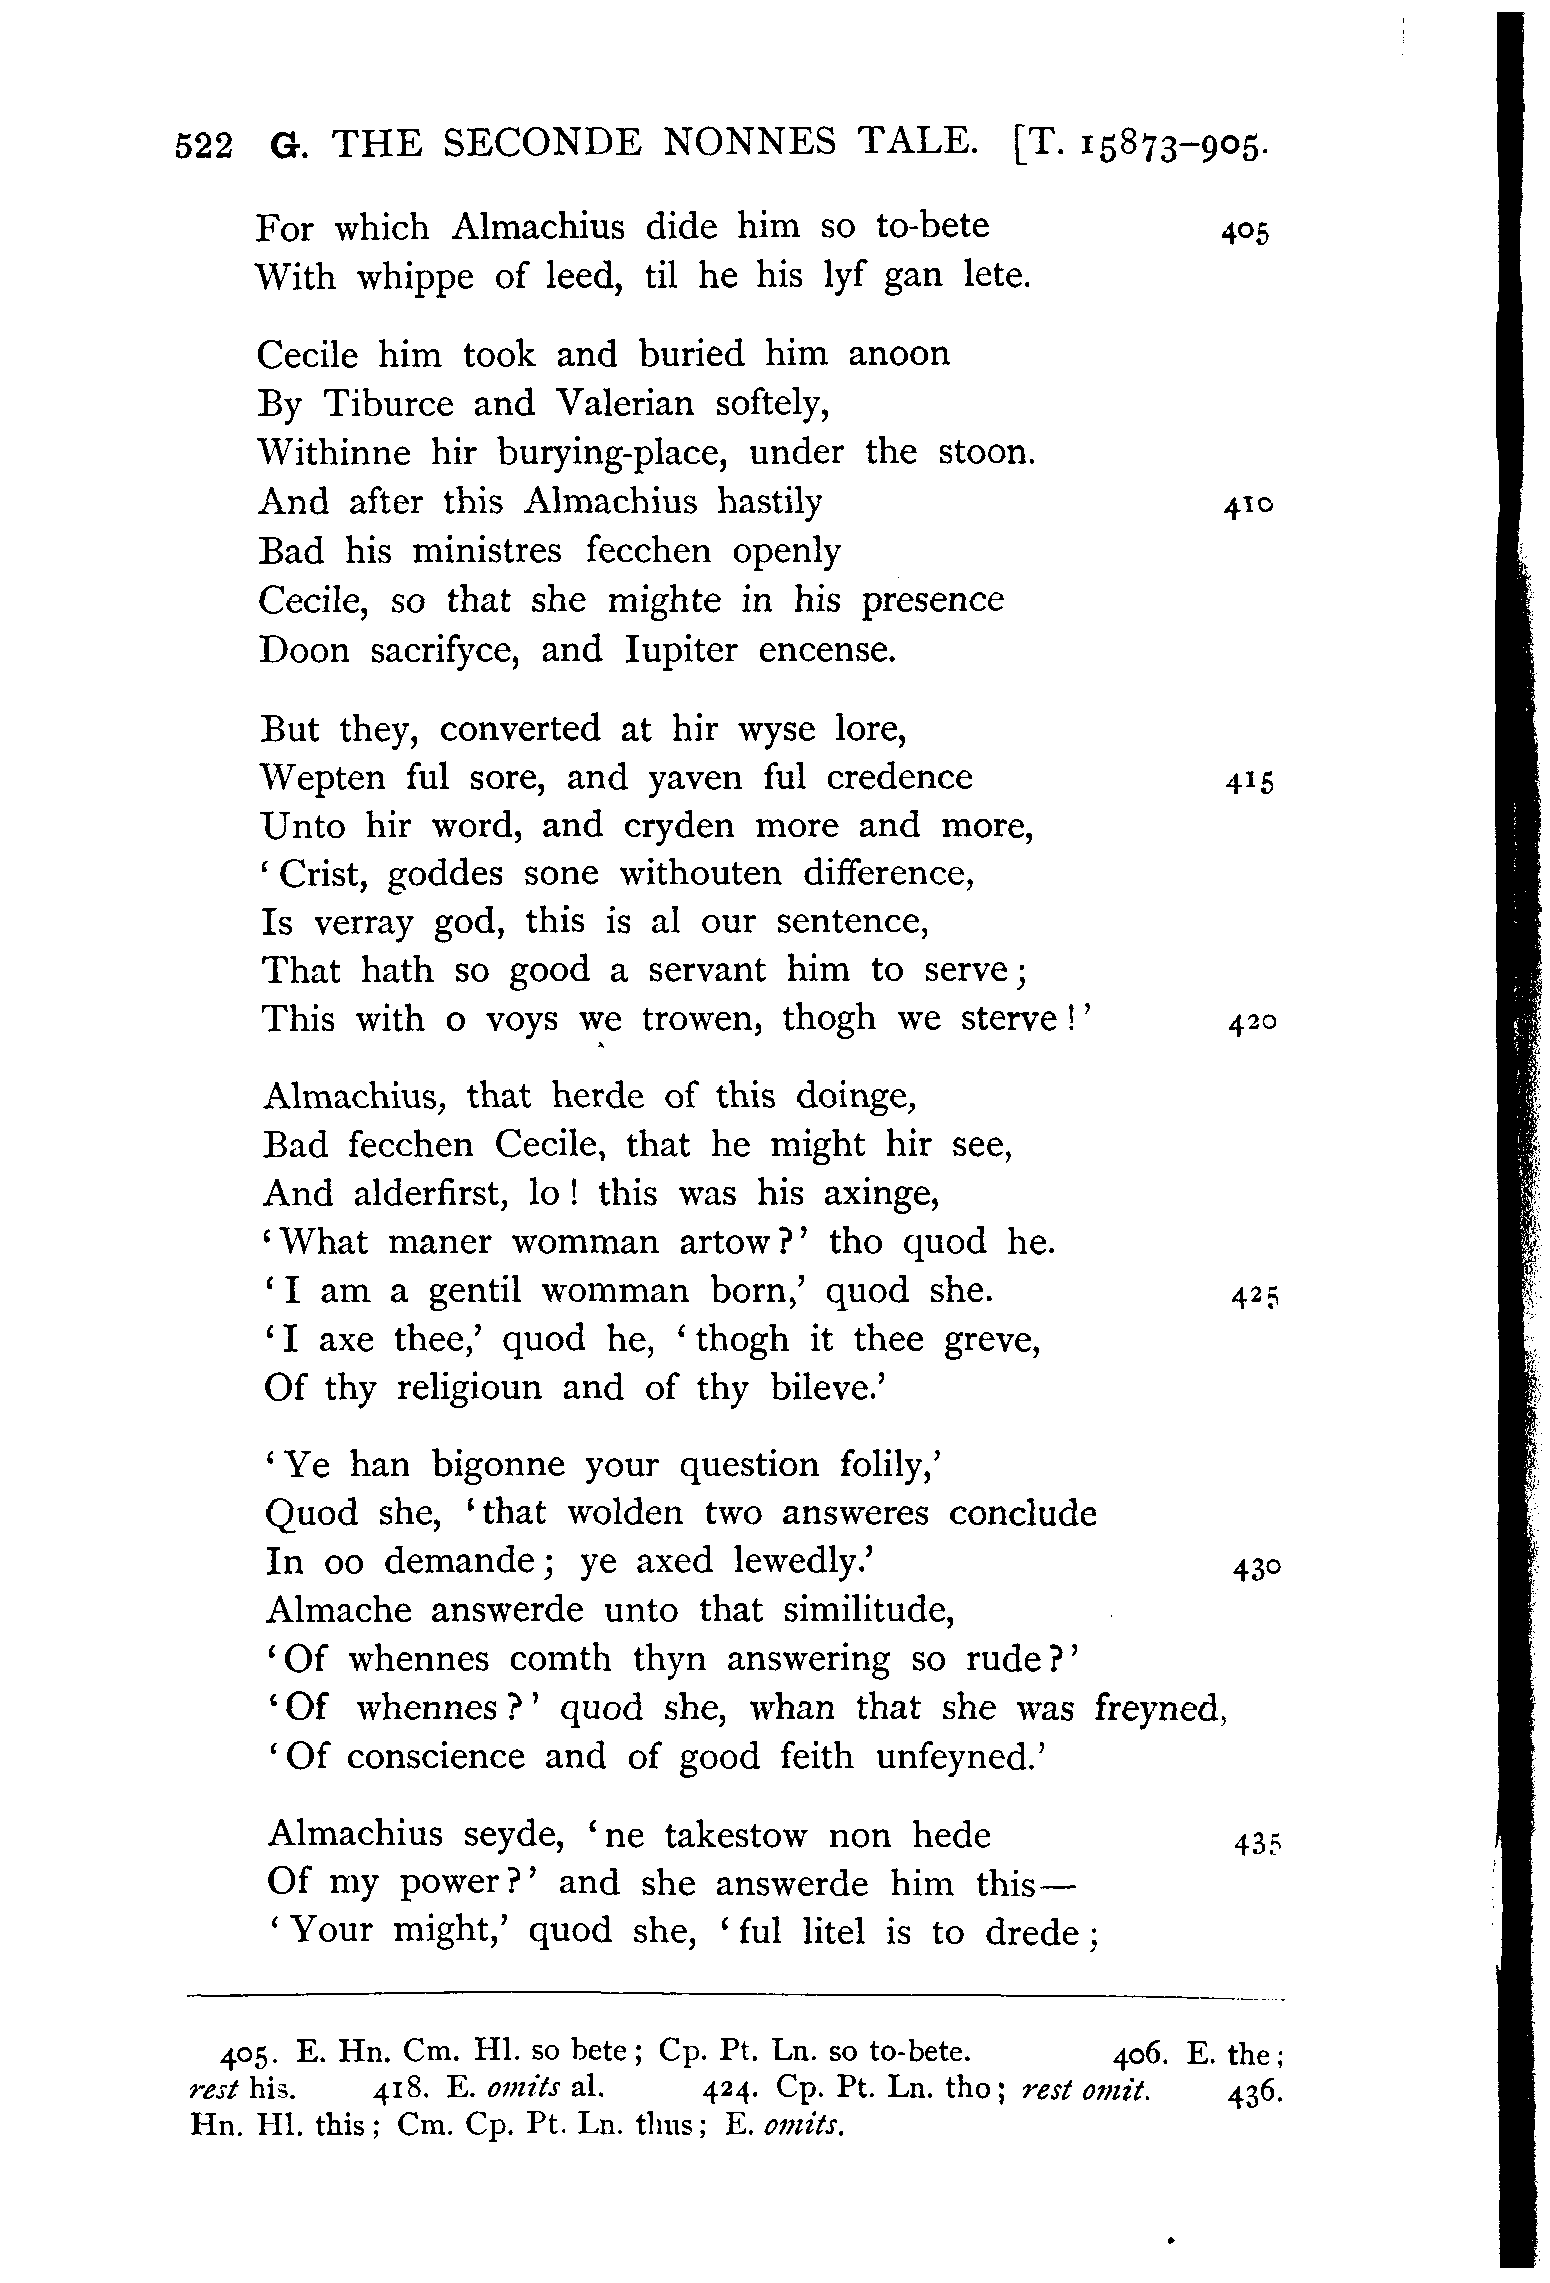 522 G. THE SECONDE NONNES TALE. [T. 15873–905.
For which Almachius dide him so to-bete 405
With whippe of leed, til he his lyf gan lete.
Cecile him took and buried him anoon
By Tiburce and Valerian softely,
Withinne hir burying-place, under the stoon.
And after this Almachius hastily 410
Bad his ministres fecchen openly
Cecile, so that she mighte in his presence
Doon sacrifyce, and Iupiter encense.
But they, converted at hir wyse lore,
Wepten ful sore, and yaven ful credence 415
Unto hir word, and cryden more and more,
‘Crist, goddes sone withouten difference,
Is verray god, this is al our sentence,
That hath so good a servant him to serve;
This with o voys we trowen, thogh we sterve!’ 420
Almachius, that herde of this doinge,
Bad fecchen Cecile, that he might hir see,
And alderfirst, lo! this was his axinge,
‘What maner womman artow?’ tho quod he.
‘I am a gentil womman born,’ quod she. 425
‘I axe thee,’ quod he, ‘thogh it thee greve,
Of thy religioun and of thy bileve.’
‘Ye han bigonne your question folily,’
Quod she, ‘that wolden two answeres conclude
In oo demande; ye axed lewedly.’ 430
Almache answerde unto that similitude,
‘Of whennes comth thyn answering so rude?’
‘Of whennes?’ quod she, whan that she was freyned,
‘Of conscience and of good feith unfeyned.’
Almachius seyde, ‘ne takestow non hede 435
Of my power?’ and she answerde him this—
‘Your might,’ quod she, ‘ful litel is to drede;
405. E. Hn. Cm. Hl. so bete; Cp. Pt. Ln. so to-bete. 406. E. the;
rest his. 418. E. omits al. 424. Cp. Pt. Ln. tho; rest omit. 436.
Hn. Hl. this; Cm. Cp. Pt. Ln. thus; E. omits.